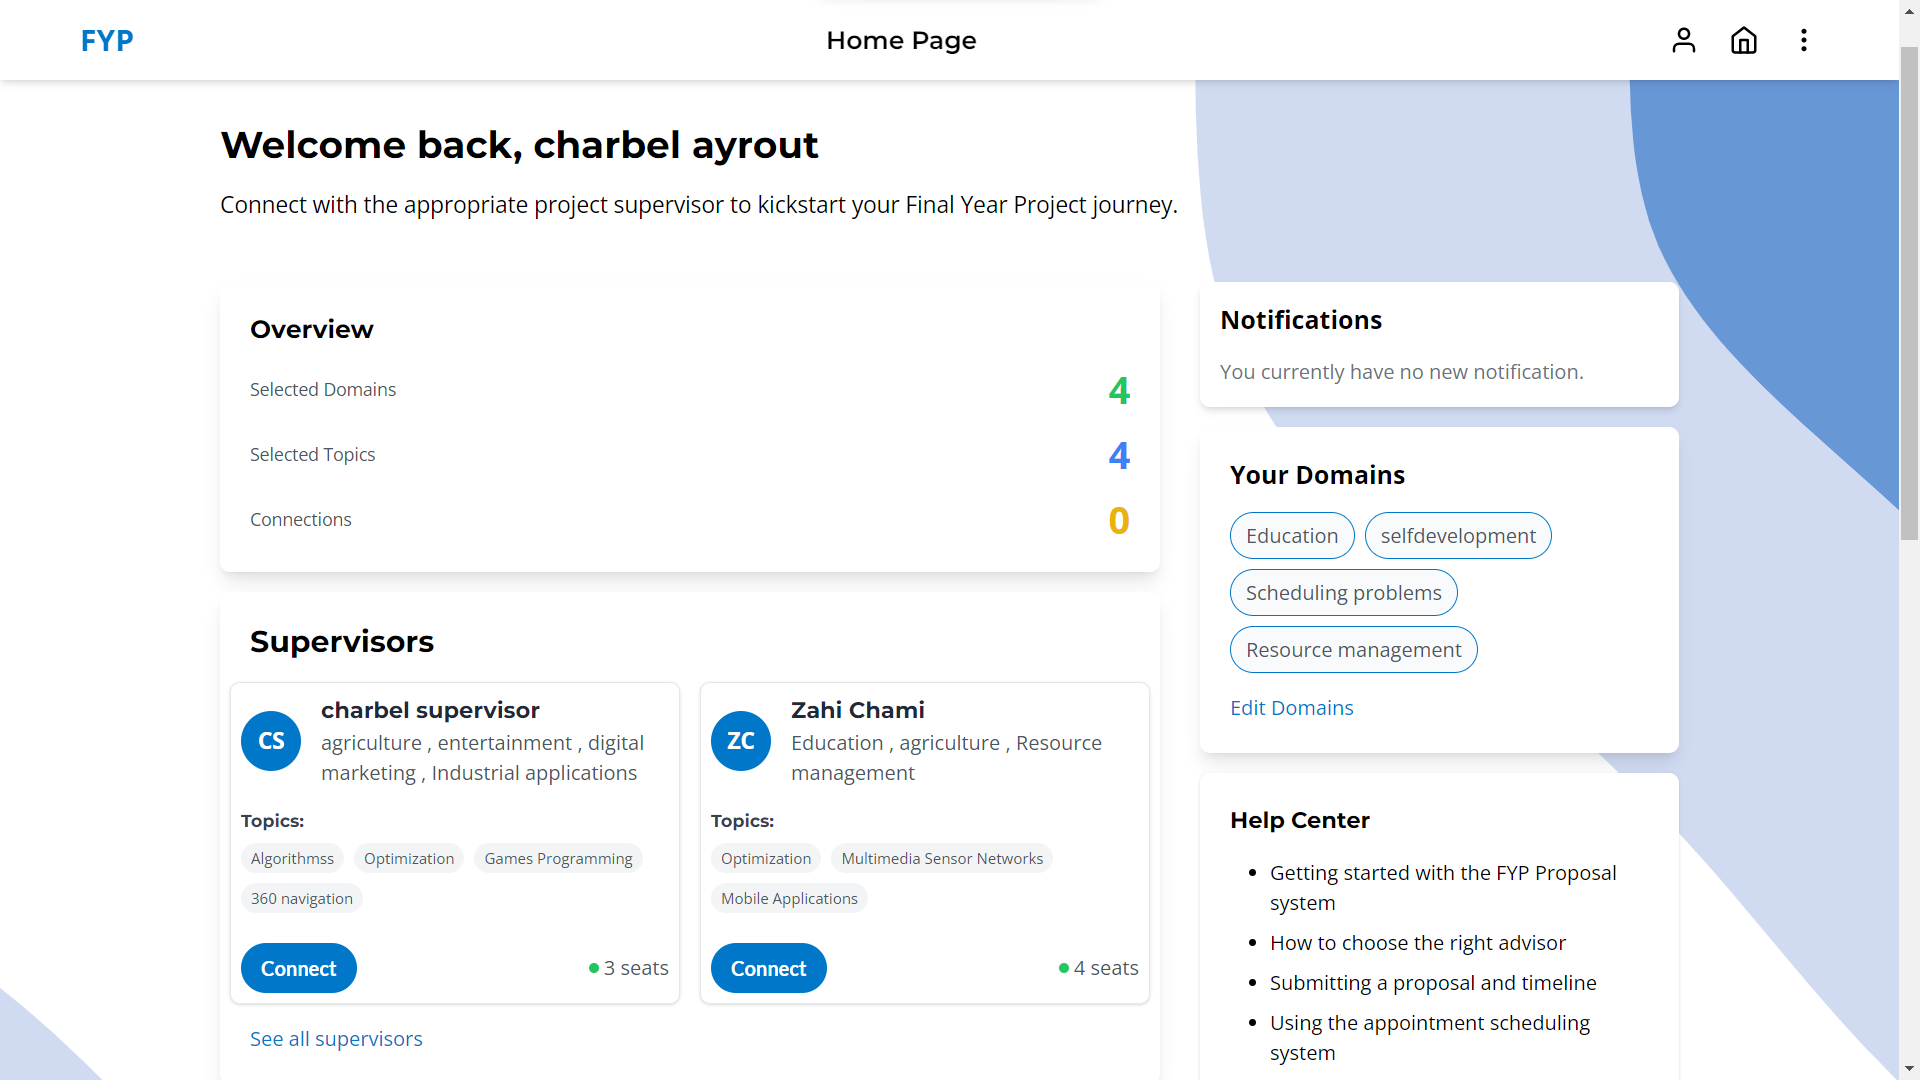 FYP
Home Page
Welcome back, charbel ayrout
Connect with the appropriate project supervisor to kickstart your Final Year Project journey.
Overview
Selected Domains
4
Selected Topics
4
Connections
0
Supervisors
CS
charbel supervisor
agriculture , entertainment , digital
marketing , Industrial applications
Topics:
Algorithmss
Optimization
Games Programming
360 navigation
Connect
3 seats
ZC
Zahi Chami
Education , agriculture , Resource
management
Topics:
Optimization
Multimedia Sensor Networks
Mobile Applications
Connect
4 seats
See all supervisors
Notifications
You currently have no new notification.
Your Domains
Education
selfdevelopment
Scheduling problems
Resource management
Edit Domains
Help Center
Getting started with the FYP Proposal
system
How to choose the right advisor
Submitting a proposal and timeline
Using the appointment scheduling
system